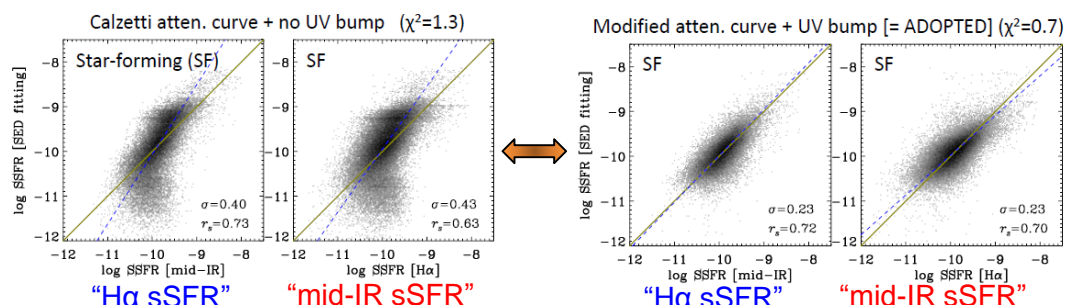 Calzetti atten. curve + no UV bump (χ²=1.3)
Modified atten. curve + UV bump [= ADOPTED] (χ²=0.7)
Star-forming (SF)
SF
SF
SF
log SSFR [SED fitting]
-8
-9
-10
-11
-12
σ=0.40
r_s=0.73
σ=0.43
r_s=0.63
-12 -11 -10 -9 -8
-12 -11 -10 -9 -8
log SSFR [mid-IR]
log SSFR [Hα]
log SSFR [SED fitting]
-8
-9
-10
-11
-12
σ=0.23
r_s=0.72
σ=0.23
r_s=0.70
-12 -11 -10 -9 -8
-12 -11 -10 -9 -8
log SSFR [mid-IR]
log SSFR [Hα]
“Hα sSFR”
“mid-IR sSFR”
“Hα sSFR”
“mid-IR sSFR”